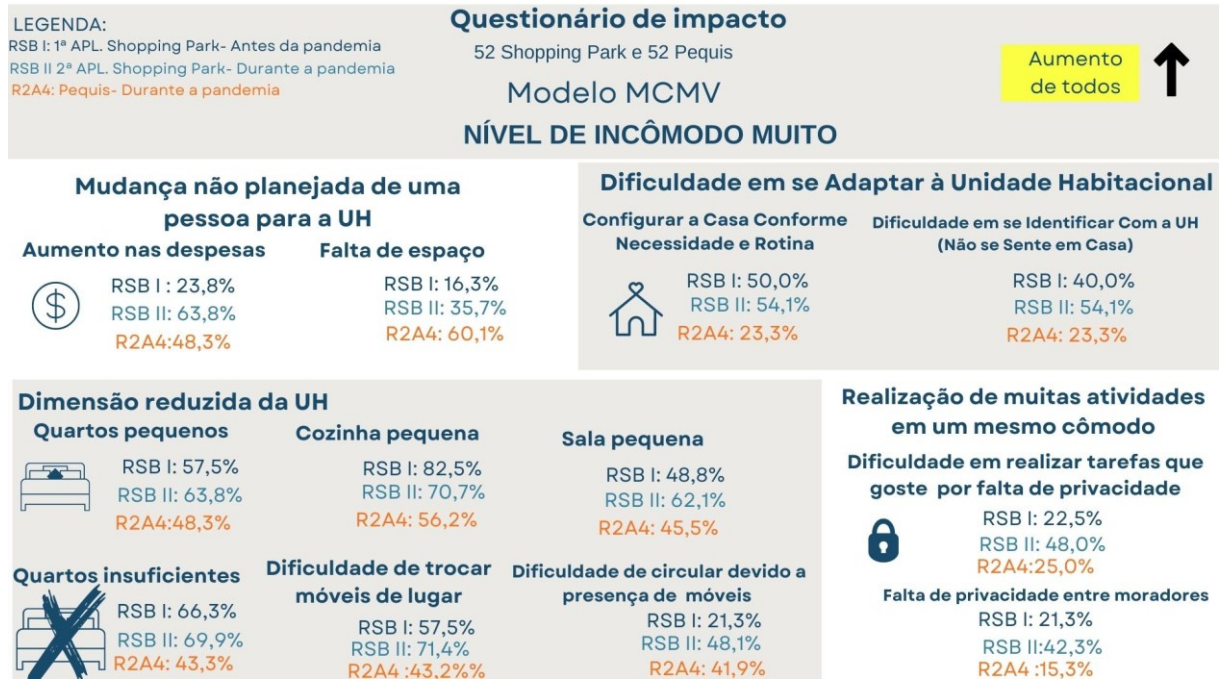 LEGENDA:
RSB I: 1ª APL. Shopping Park- Antes da pandemia
RSB II 2ª APL. Shopping Park- Durante a pandemia
R2A4: Pequis- Durante a pandemia
Questionário de impacto
52 Shopping Park e 52 Pequis
Modelo MCMV
NÍVEL DE INCÔMODO MUITO
Aumento
de todos
Mudança não planejada de uma
pessoa para a UH
Aumento nas despesas
RSB I : 23,8%
RSB II: 63,8%
R2A4:48,3%
Falta de espaço
RSB I: 16,3%
RSB II: 35,7%
R2A4: 60,1%
Dificuldade em se Adaptar à Unidade Habitacional
Configurar a Casa Conforme
Necessidade e Rotina
RSB I: 50,0%
RSB II: 54,1%
R2A4: 23,3%
Dificuldade em se Identificar Com a UH
(Não se Sente em Casa)
RSB I: 40,0%
RSB II: 54,1%
R2A4: 23,3%
Dimensão reduzida da UH
Quartos pequenos
RSB I: 57,5%
RSB II: 63,8%
R2A4:48,3%
Cozinha pequena
RSB I: 82,5%
RSB II: 70,7%
R2A4: 56,2%
Sala pequena
RSB I: 48,8%
RSB II: 62,1%
R2A4: 45,5%
Quartos insuficientes
RSB I: 66,3%
RSB II: 69,9%
R2A4: 43,3%
Dificuldade de trocar
móveis de lugar
RSB I: 57,5%
RSB II: 71,4%
R2A4 :43,2%%
Dificuldade de circular devido a
presença de móveis
RSB I: 21,3%
RSB II: 48,1%
R2A4: 41,9%
Realização de muitas atividades
em um mesmo cômodo
Dificuldade em realizar tarefas que
goste por falta de privacidade
RSB I: 22,5%
RSB II: 48,0%
R2A4:25,0%
Falta de privacidade entre moradores
RSB I: 21,3%
RSB II:42,3%
R2A4 :15,3%